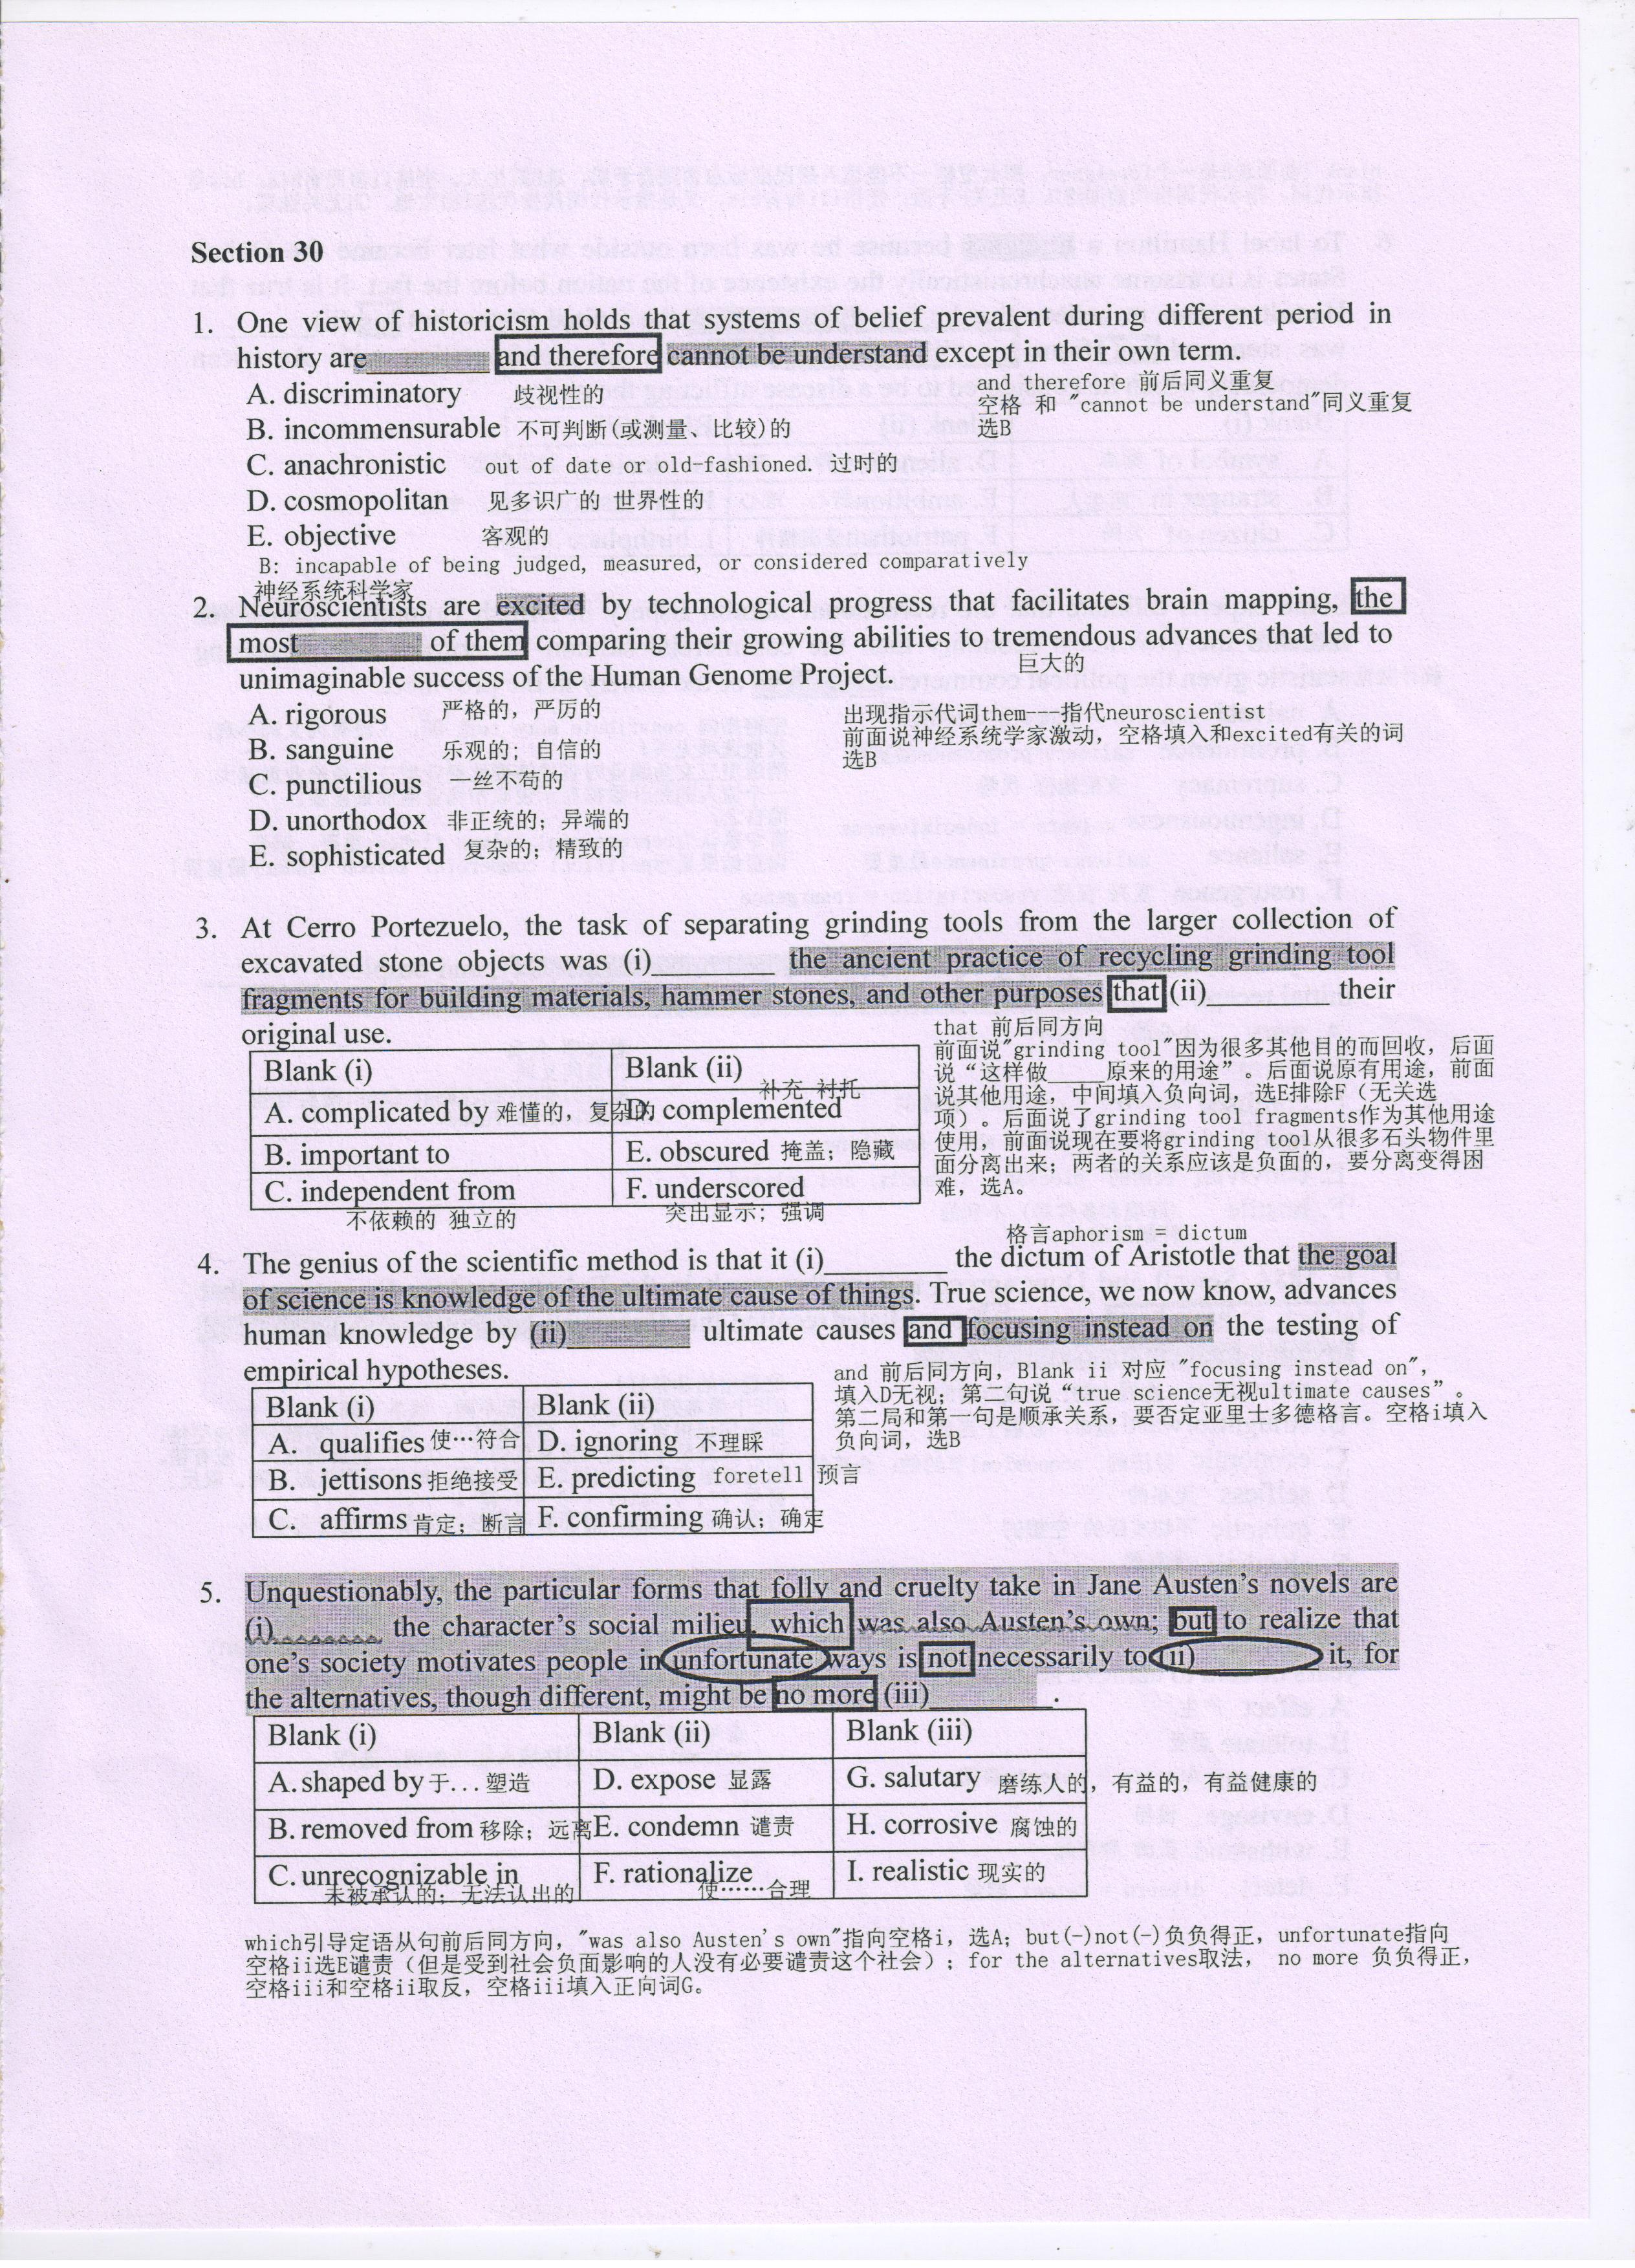 Section 30
1. One view of historicism holds that systems of belief prevalent during different period in
history are________ and therefore cannot be understand except in their own term.
A. discriminatory 歧视性的
and therefore 前后同义重复
空格 和 "cannot be understand"同义重复
选B
B. incommensurable 不可判断(或测量、比较)的
C. anachronistic out of date or old-fashioned. 过时的
D. cosmopolitan 见多识广的 世界性的
E. objective 客观的
B: incapable of being judged, measured, or considered comparatively
神经系统科学家
2. Neuroscientists are excited by technological progress that facilitates brain mapping, the
most________ of them comparing their growing abilities to tremendous advances that led to
巨大的
unimaginable success of the Human Genome Project.
A. rigorous 严格的, 严厉的
B. sanguine 乐观的; 自信的
C. punctilious 一丝不苟的
D. unorthodox 非正统的; 异端的
E. sophisticated 复杂的; 精致的
出现指示代词them---指代neuroscientist
前面说神经系统学家激动, 空格填入和excited有关的词
选B
3. At Cerro Portezuelo, the task of separating grinding tools from the larger collection of
excavated stone objects was (i)________ the ancient practice of recycling grinding tool
fragments for building materials, hammer stones, and other purposes that (ii)________ their
original use.
Blank (i) Blank (ii)
A. complicated by 难懂的, 复杂的 D. complemented 补充 衬托
B. important to E. obscured 掩盖; 隐藏
C. independent from F. underscored
不依赖的 独立的 突出显示; 强调
that 前后同方向
前面说"grinding tool"因为很多其他目的而回收, 后面
说“这样做____原来的用途”。后面说原有用途, 前面
说其他用途, 中间填入负向词, 选E排除F (无关选
项) 。后面说了grinding tool fragments作为其他用途
使用, 前面说现在要将grinding tool从很多石头物件里
面分离出来; 两者的关系应该是负面的, 要分离变得困
难, 选A。
格言aphorism = dictum
4. The genius of the scientific method is that it (i)________ the dictum of Aristotle that the goal
of science is knowledge of the ultimate cause of things. True science, we now know, advances
human knowledge by (ii)________ ultimate causes and focusing instead on the testing of
empirical hypotheses.
Blank (i) Blank (ii)
A. qualifies 使…符合 D. ignoring 不理睬
B. jettisons 拒绝接受 E. predicting foretell 预言
C. affirms 肯定; 断言 F. confirming 确认; 确定
and 前后同方向, Blank ii 对应 "focusing instead on",
填入D无视; 第二句说“true science无视ultimate causes” 。
第二局和第一句是顺承关系, 要否定亚里士多德格言。空格i填入
负向词, 选B
5. Unquestionably, the particular forms that folly and cruelty take in Jane Austen’s novels are
(i)________ the character’s social milieu, which was also Austen’s own; but to realize that
one’s society motivates people in unfortunate ways is not necessarily to (ii)________ it, for
the alternatives, though different, might be no more (iii)________ .
Blank (i) Blank (ii) Blank (iii)
A. shaped by 于...塑造 D. expose 显露 G. salutary 磨练人的, 有益的, 有益健康的
B. removed from 移除; 远离 E. condemn 谴责 H. corrosive 腐蚀的
C. unrecognizable in F. rationalize I. realistic 现实的
未被承认的; 无法认出的 使……合理
which引导定语从句前后同方向, "was also Austen's own"指向空格i, 选A; but(-)not(-)负负得正, unfortunate指向
空格ii选E谴责 (但是受到社会负面影响的人没有必要谴责这个社会) ; for the alternatives取法, no more 负负得正,
空格iii和空格ii取反, 空格iii填入正向词G。